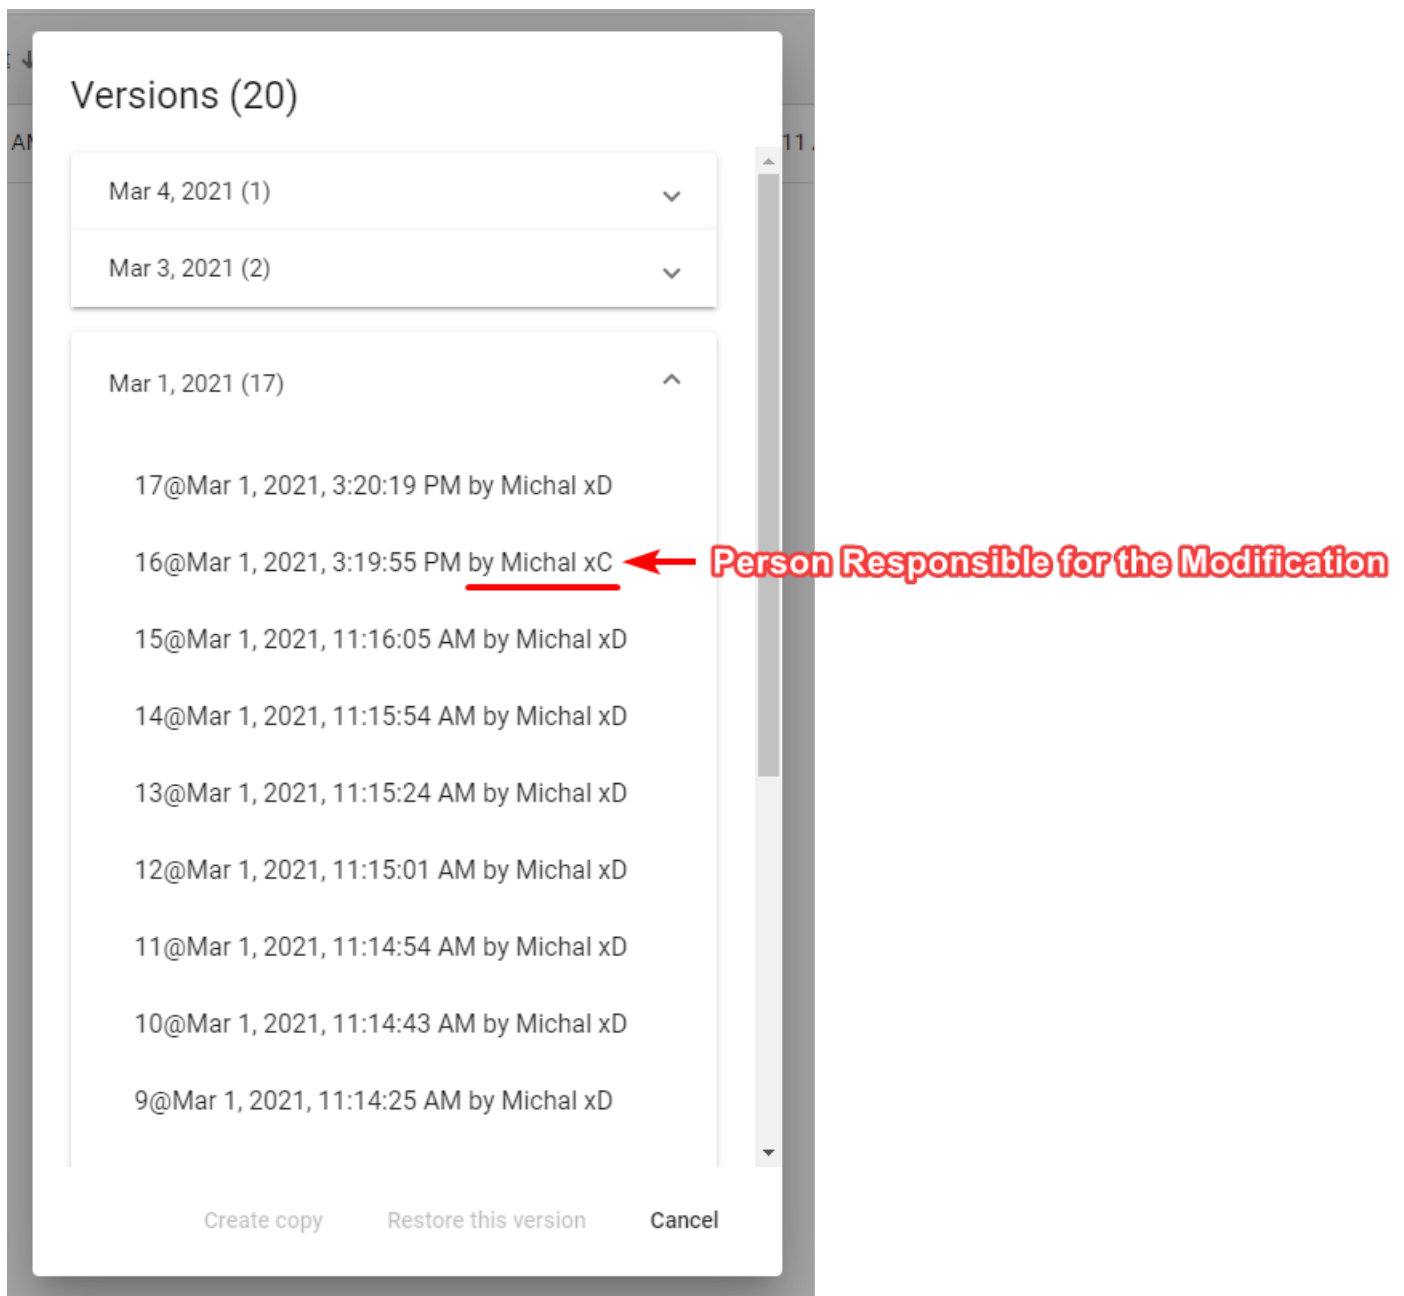 Versions (20)
AM
11
Mar 4, 2021 (1)
Mar 3, 2021 (2)
Mar 1, 2021 (17)
17@Mar 1, 2021, 3:20:19 PM by Michal xD
16@Mar 1, 2021, 3:19:55 PM by Michal xC
Person Responsible for the Modification
15@Mar 1, 2021, 11:16:05 AM by Michal xD
14@Mar 1, 2021, 11:15:54 AM by Michal xD
13@Mar 1, 2021, 11:15:24 AM by Michal xD
12@Mar 1, 2021, 11:15:01 AM by Michal xD
11@Mar 1, 2021, 11:14:54 AM by Michal xD
10@Mar 1, 2021, 11:14:43 AM by Michal xD
9@Mar 1, 2021, 11:14:25 AM by Michal xD
Create copy Restore this version Cancel